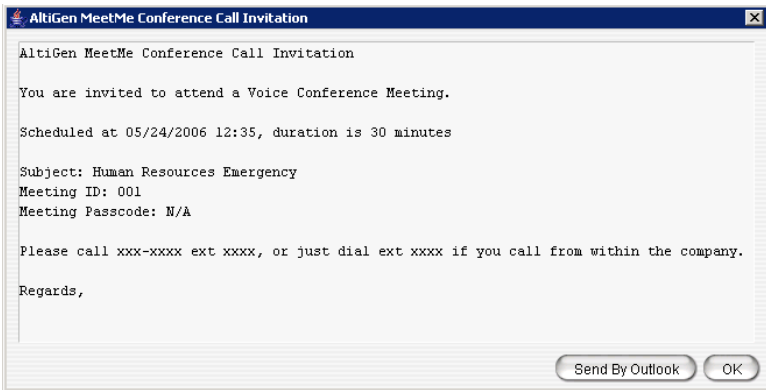 AltiGen MeetMe Conference Call Invitation
AltiGen MeetMe Conference Call Invitation
You are invited to attend a Voice Conference Meeting.
Scheduled at 05/24/2006 12:35, duration is 30 minutes
Subject: Human Resources Emergency
Meeting ID: 001
Meeting Passcode: N/A
Please call xxx-xxxx ext xxxx, or just dial ext xxxx if you call from within the company.
Regards,
Send By Outlook OK